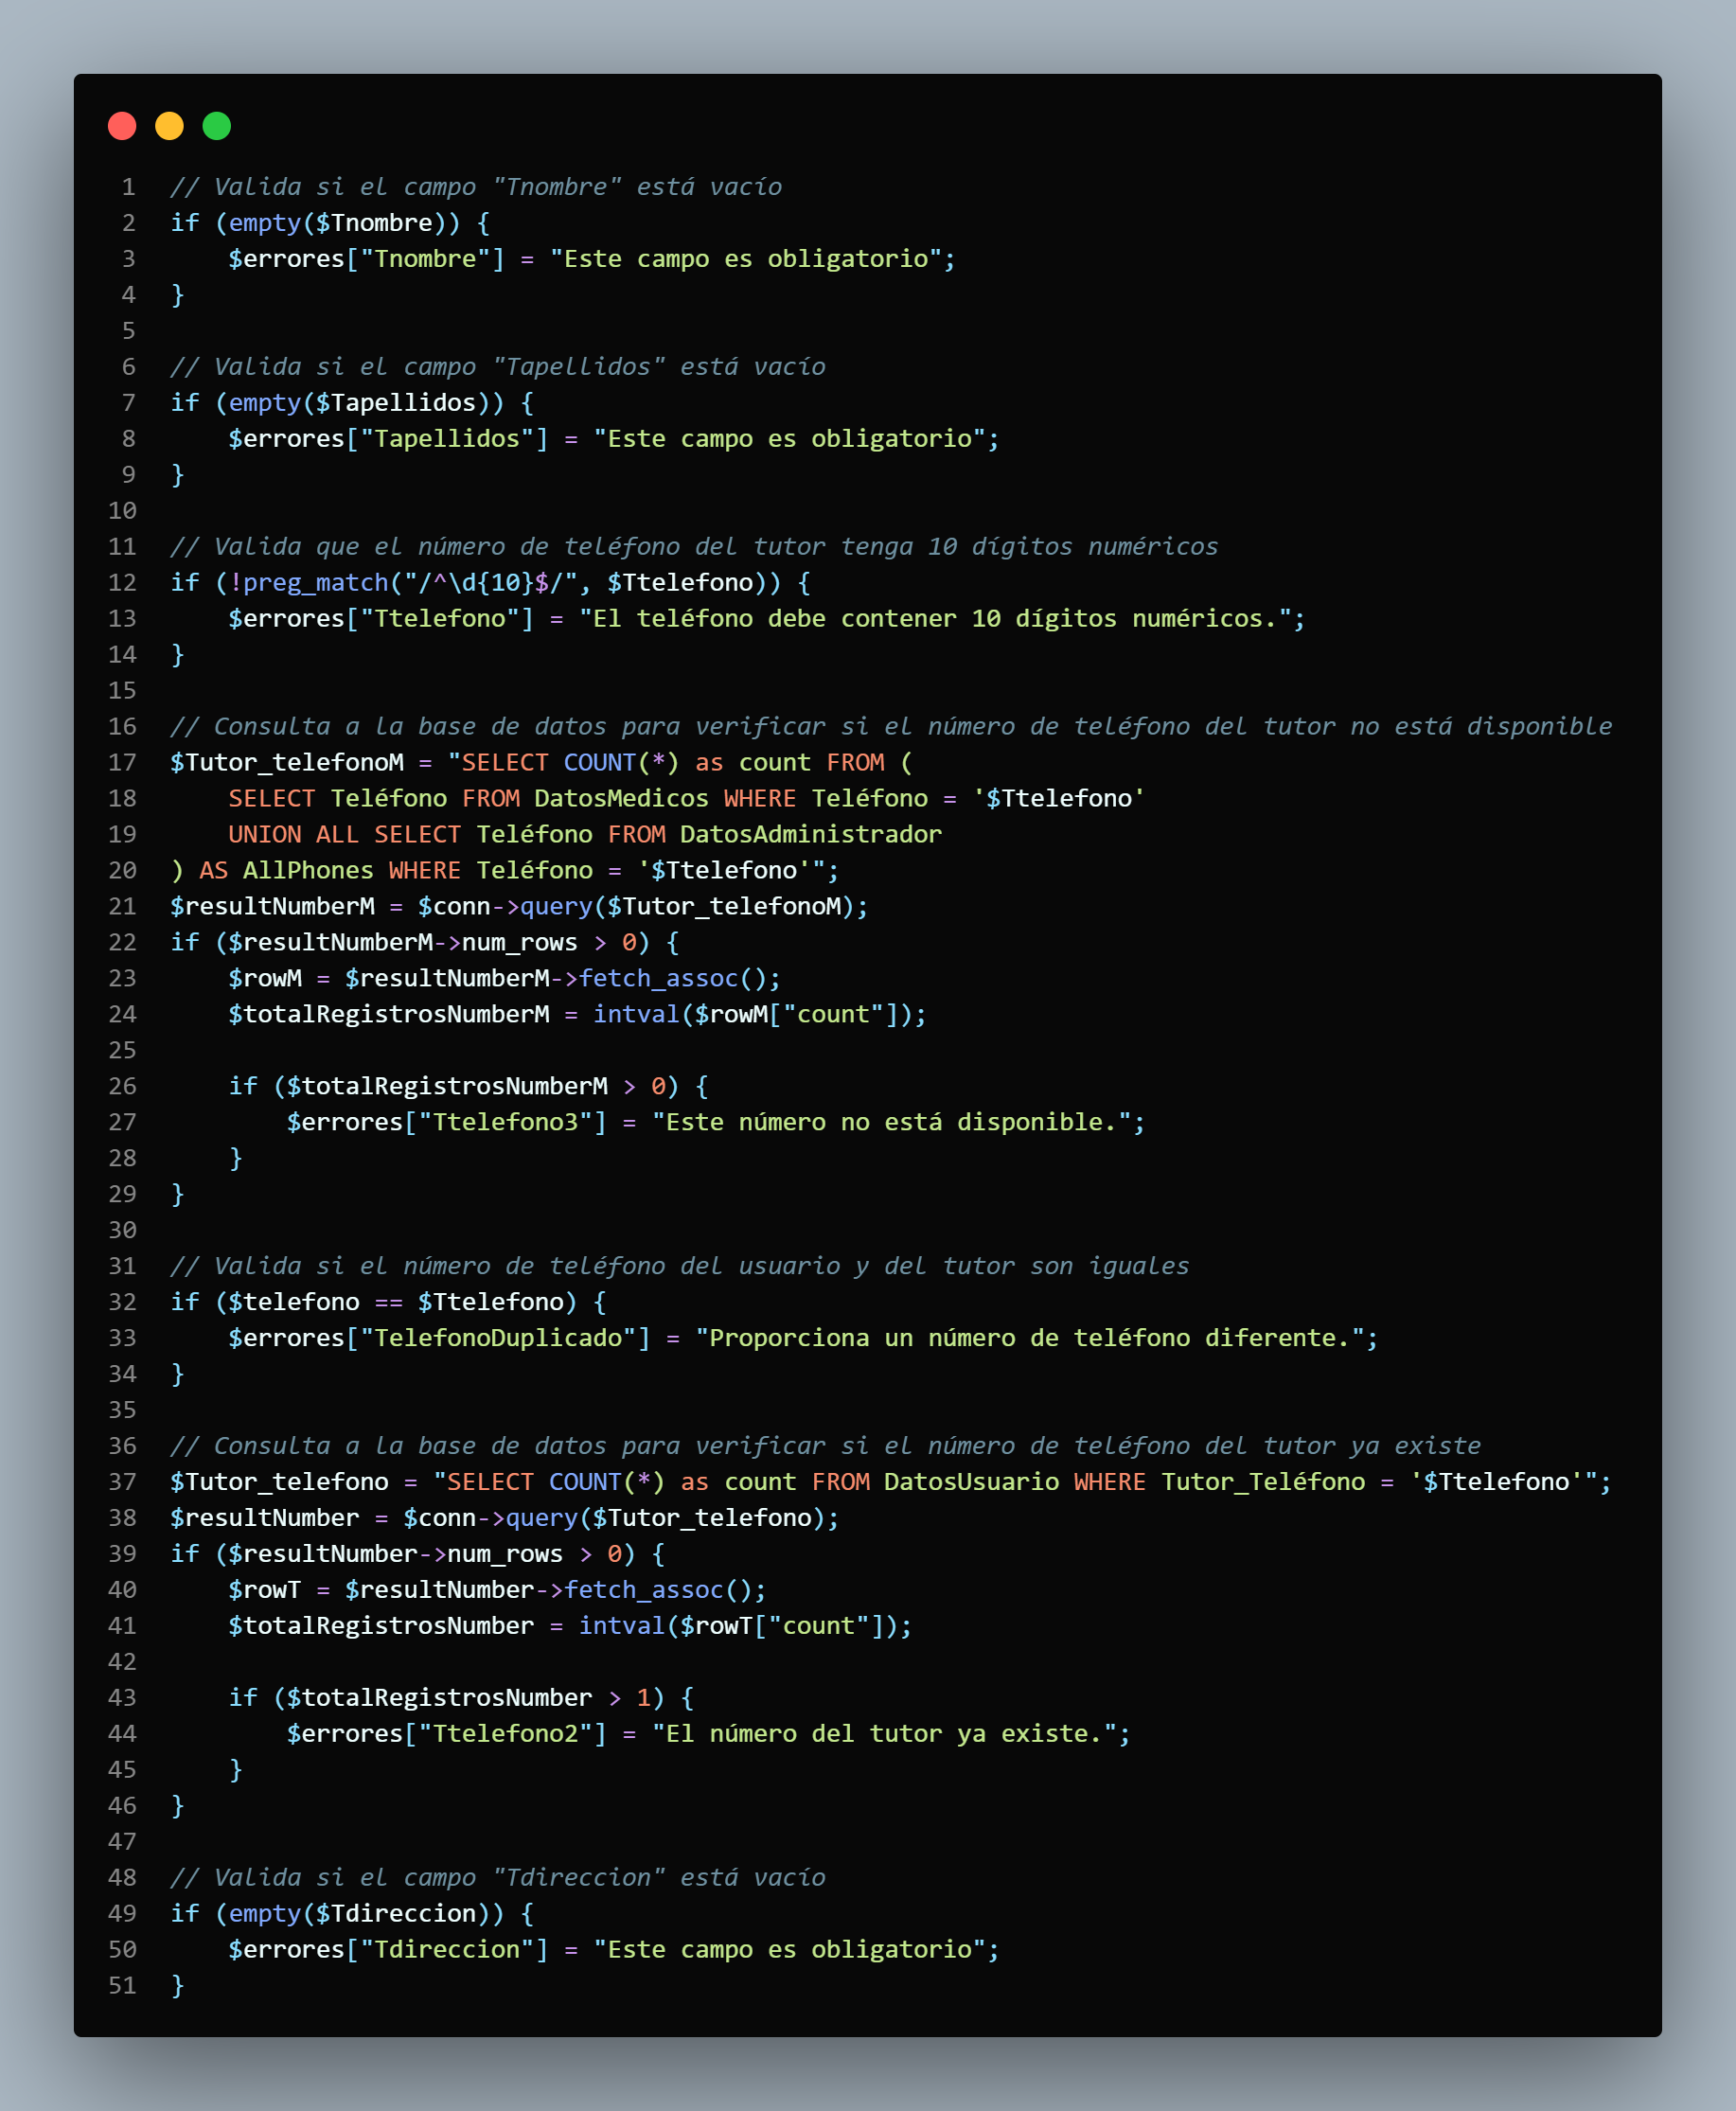 1 // Valida si el campo "Tnombre" está vacío
2 if (empty($Tnombre)) {
3     $errores["Tnombre"] = "Este campo es obligatorio";
4 }
5
6 // Valida si el campo "Tapellidos" está vacío
7 if (empty($Tapellidos)) {
8     $errores["Tapellidos"] = "Este campo es obligatorio";
9 }
10
11 // Valida que el número de teléfono del tutor tenga 10 dígitos numéricos
12 if (!preg_match("/^\d{10}$/", $Ttelefono)) {
13     $errores["Ttelefono"] = "El teléfono debe contener 10 dígitos numéricos.";
14 }
15
16 // Consulta a la base de datos para verificar si el número de teléfono del tutor no está disponible
17 $Tutor_telefonoM = "SELECT COUNT(*) as count FROM (
18     SELECT Teléfono FROM DatosMedicos WHERE Teléfono = '$Ttelefono'
19     UNION ALL SELECT Teléfono FROM DatosAdministrador
20 ) AS AllPhones WHERE Teléfono = '$Ttelefono'";
21 $resultNumberM = $conn->query($Tutor_telefonoM);
22 if ($resultNumberM->num_rows > 0) {
23     $rowM = $resultNumberM->fetch_assoc();
24     $totalRegistrosNumberM = intval($rowM["count"]);
25
26     if ($totalRegistrosNumberM > 0) {
27         $errores["Ttelefono3"] = "Este número no está disponible.";
28     }
29 }
30
31 // Valida si el número de teléfono del usuario y del tutor son iguales
32 if ($telefono == $Ttelefono) {
33     $errores["TelefonoDuplicado"] = "Proporciona un número de teléfono diferente.";
34 }
35
36 // Consulta a la base de datos para verificar si el número de teléfono del tutor ya existe
37 $Tutor_telefono = "SELECT COUNT(*) as count FROM DatosUsuario WHERE Tutor_Teléfono = '$Ttelefono'";
38 $resultNumber = $conn->query($Tutor_telefono);
39 if ($resultNumber->num_rows > 0) {
40     $rowT = $resultNumber->fetch_assoc();
41     $totalRegistrosNumber = intval($rowT["count"]);
42
43     if ($totalRegistrosNumber > 1) {
44         $errores["Ttelefono2"] = "El número del tutor ya existe.";
45     }
46 }
47
48 // Valida si el campo "Tdireccion" está vacío
49 if (empty($Tdireccion)) {
50     $errores["Tdireccion"] = "Este campo es obligatorio";
51 }